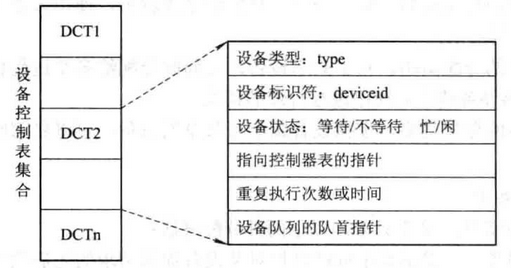 设备控制表集合
DCT1
DCT2
DCTn
设备类型：type
设备标识符：deviceid
设备状态：等待/不等待 忙/闲
指向控制器表的指针
重复执行次数或时间
设备队列的队首指针